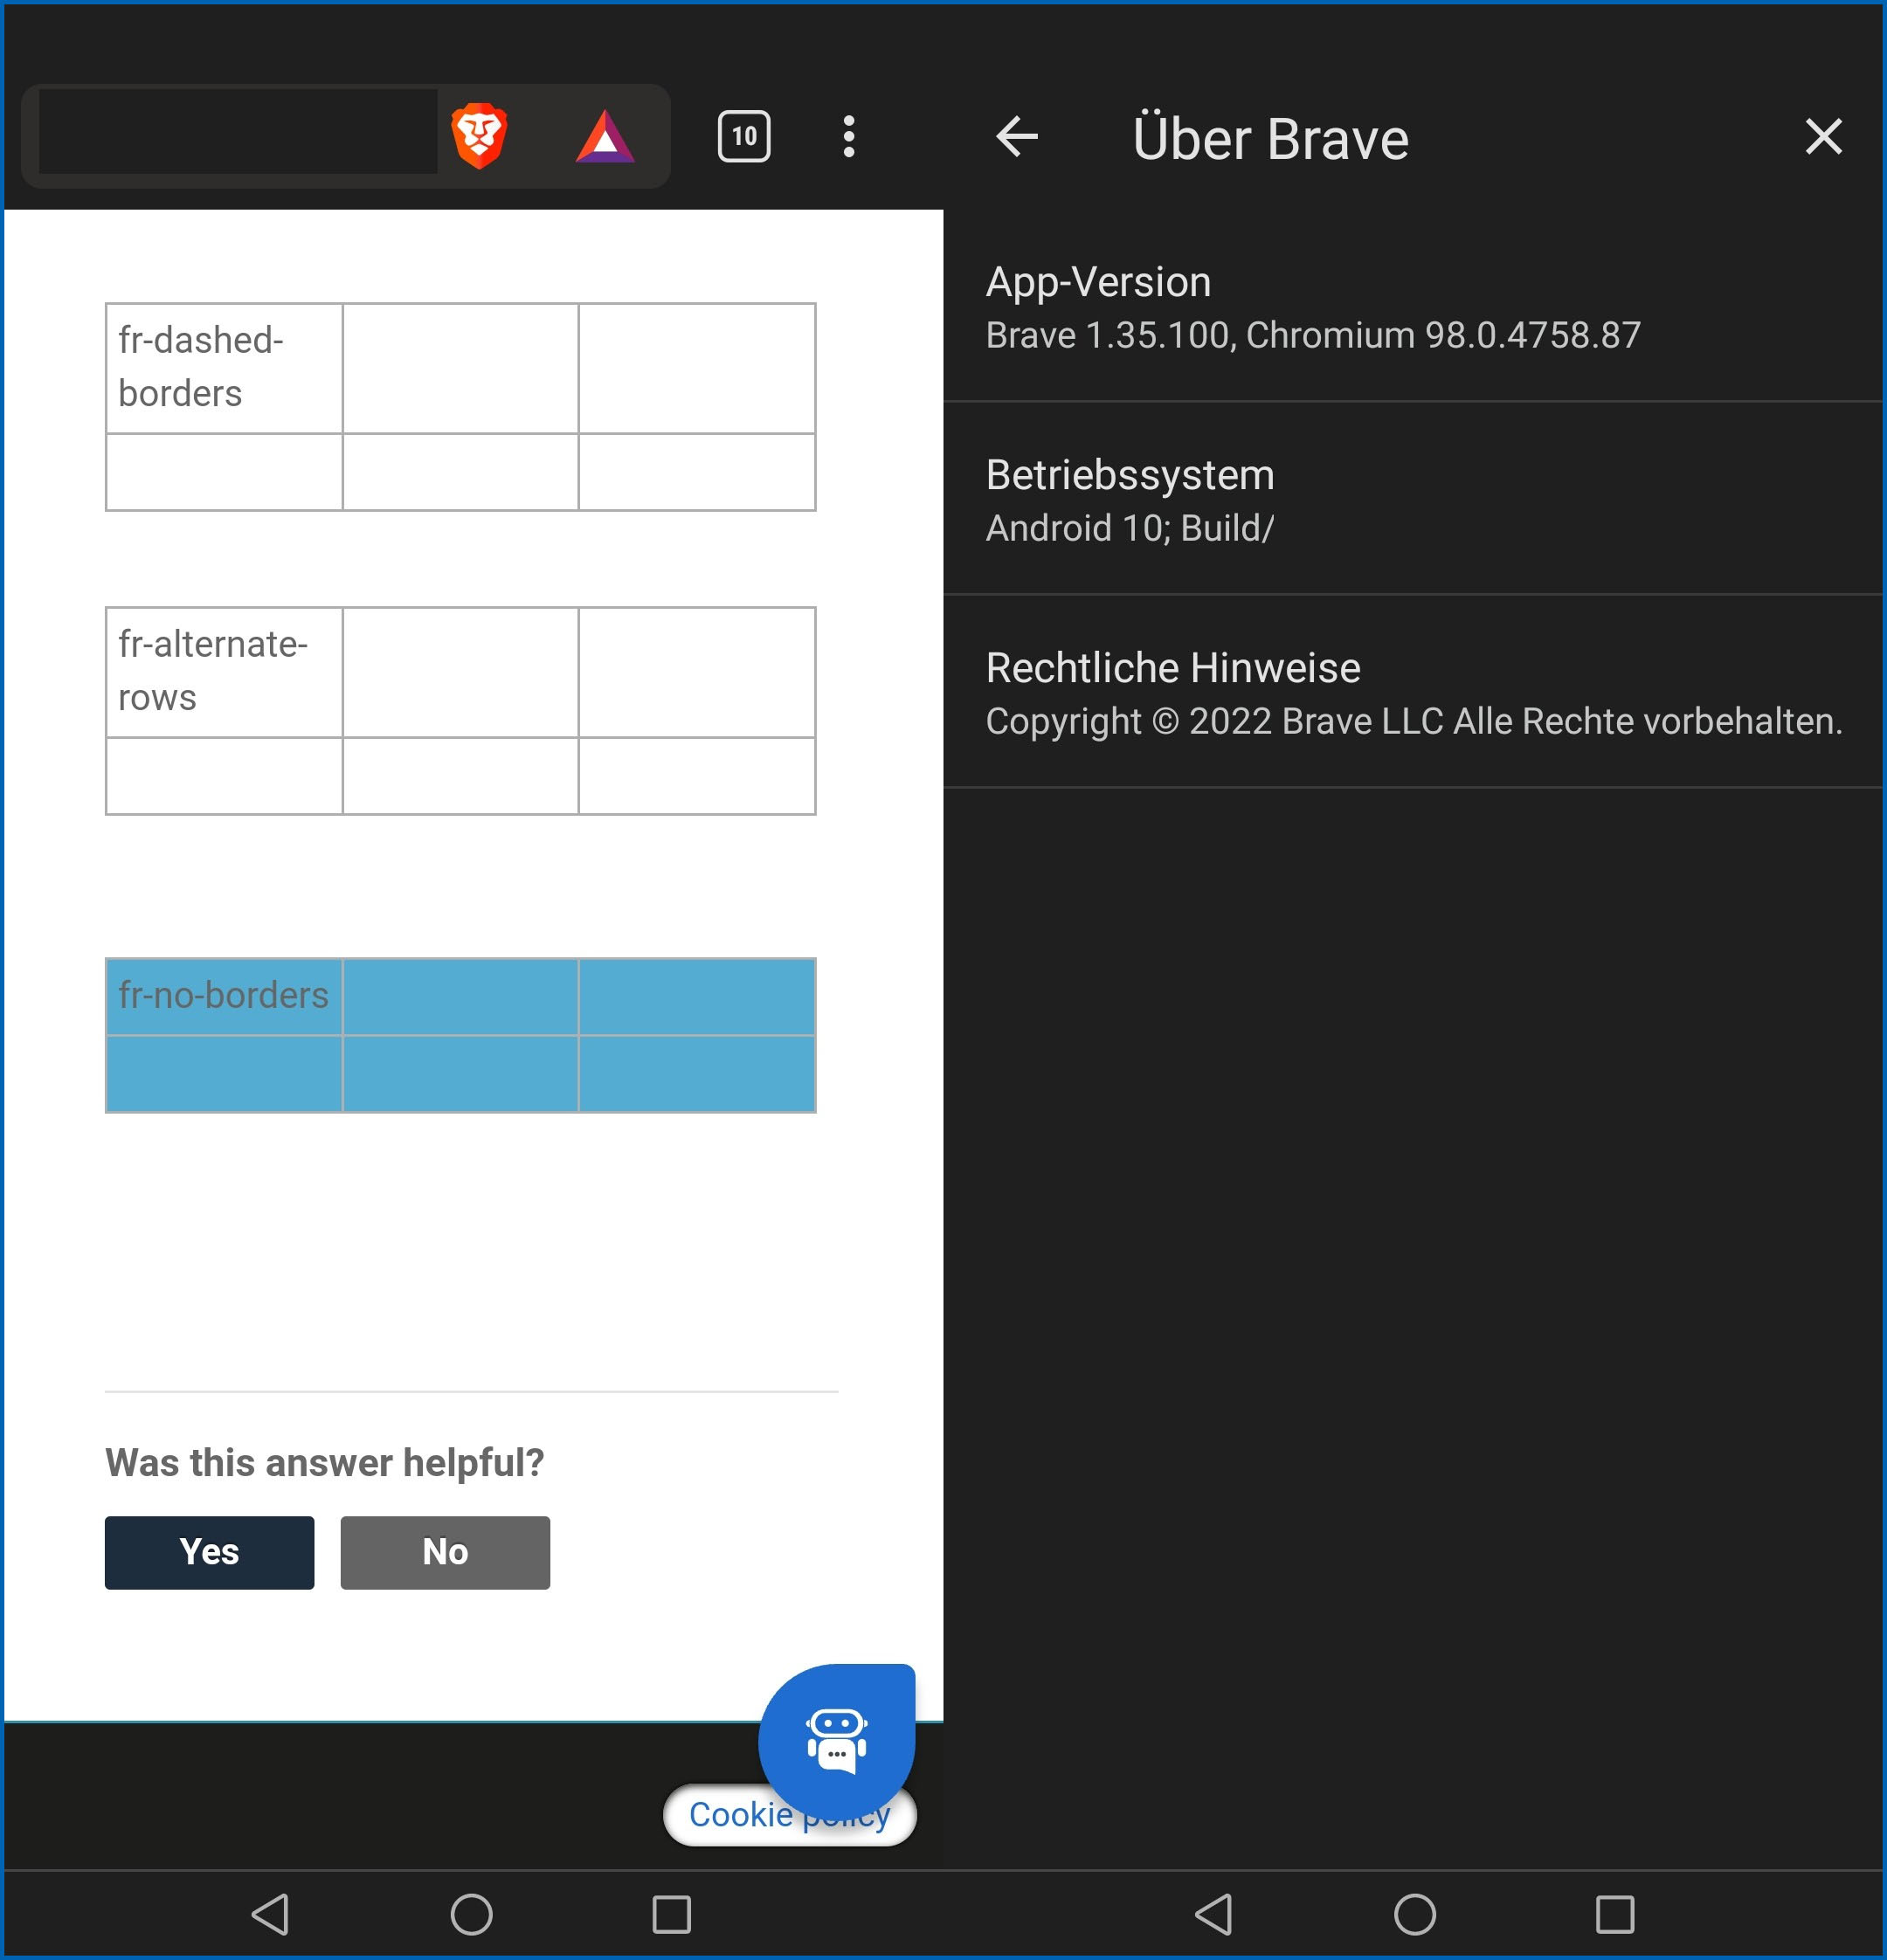 10
fr-dashed-
borders
fr-alternate-
rows
fr-no-borders
Was this answer helpful?
Yes
No
Cookie policy
Über Brave
App-Version
Brave 1.35.100, Chromium 98.0.4758.87
Betriebssystem
Android 10; Build/
Rechtliche Hinweise
Copyright © 2022 Brave LLC Alle Rechte vorbehalten.